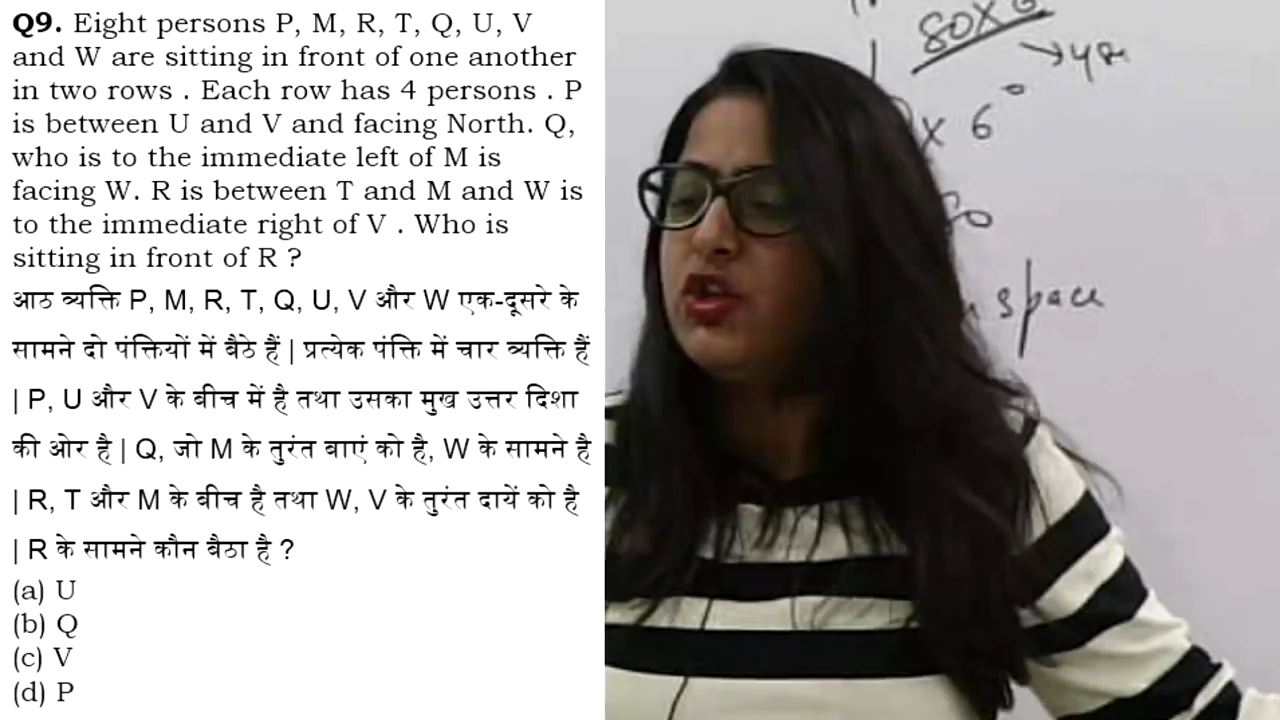 Q9. Eight persons P, M, R, T, Q, U, V
and W are sitting in front of one another
in two rows . Each row has 4 persons . P
is between U and V and facing North. Q,
who is to the immediate left of M is
facing W. R is between T and M and W is
to the immediate right of V . Who is
sitting in front of R ?
आठ व्यक्ति P, M, R, T, Q, U, V और W एक-दूसरे के
सामने दो पंक्तियों में बैठे हैं | प्रत्येक पंक्ति में चार व्यक्ति हैं
| P, U और V के बीच में है तथा उसका मुख उत्तर दिशा
की ओर है | Q, जो M के तुरंत बाएं को है, W के सामने है
| R, T और M के बीच है तथा W, V के तुरंत दायें को है
| R के सामने कौन बैठा है ?
(a) U
(b) Q
(c) V
(d) P
80x6
x 6°
space